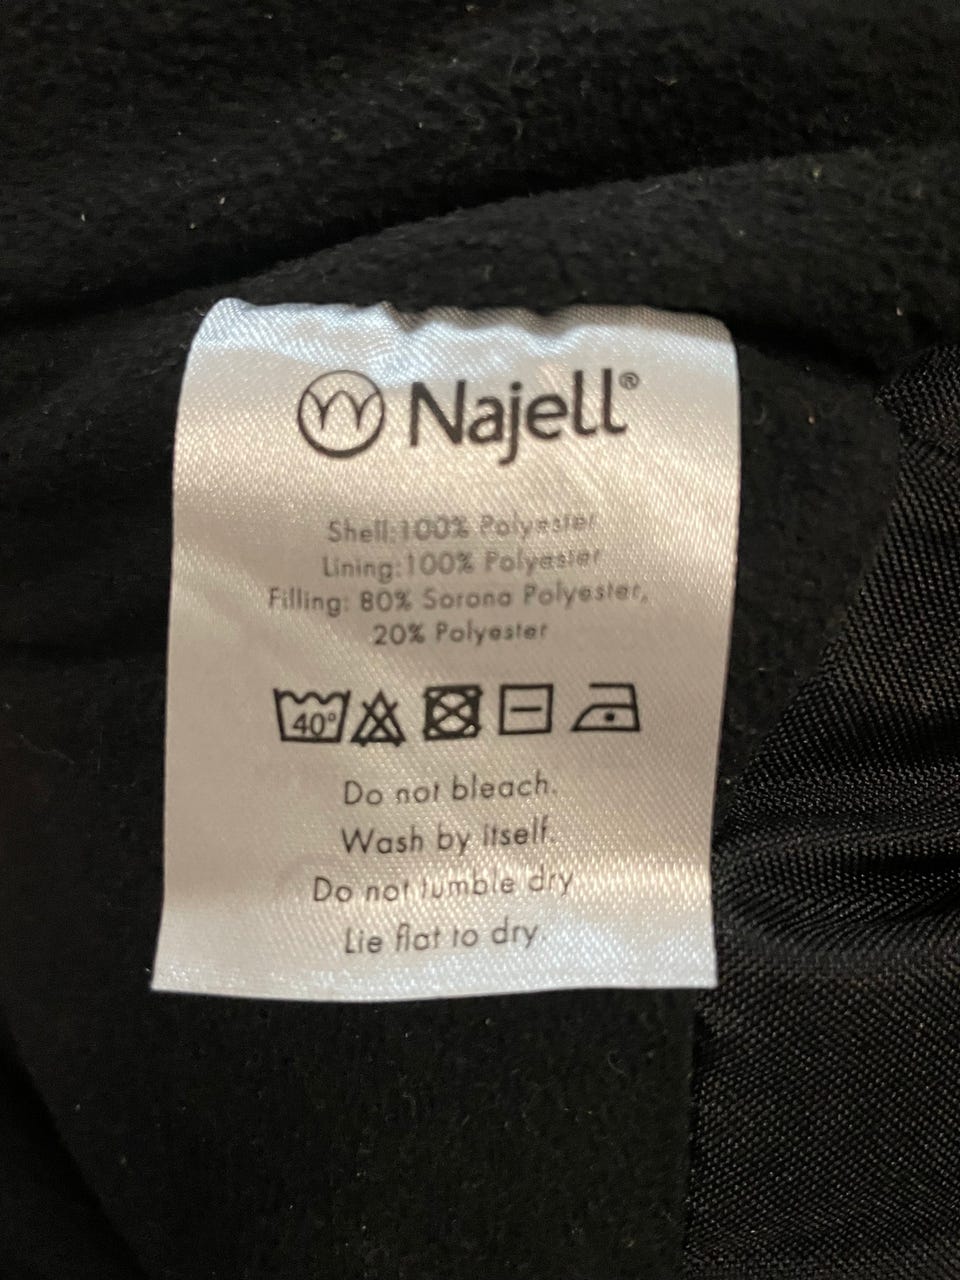 Najell®
Shell:100% Polyester
Lining:100% Polyester
Filling: 80% Sorona Polyester,
20% Polyester
40°
Do not bleach.
Wash by itself.
Do not tumble dry
Lie flat to dry